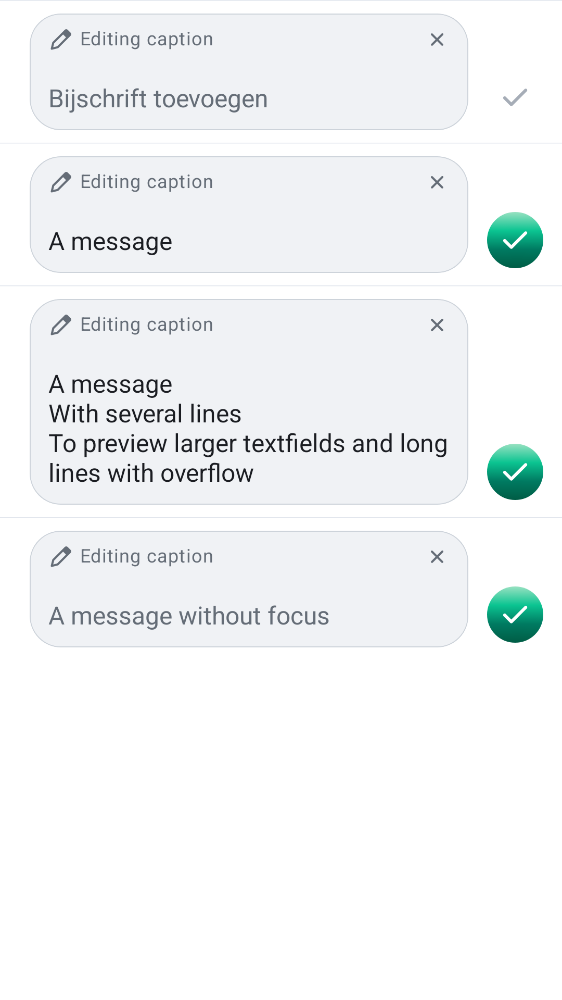 Editing caption
Bijschrift toevoegen
Editing caption
A message
Editing caption
A message
With several lines
To preview larger textfields and long
lines with overflow
Editing caption
A message without focus